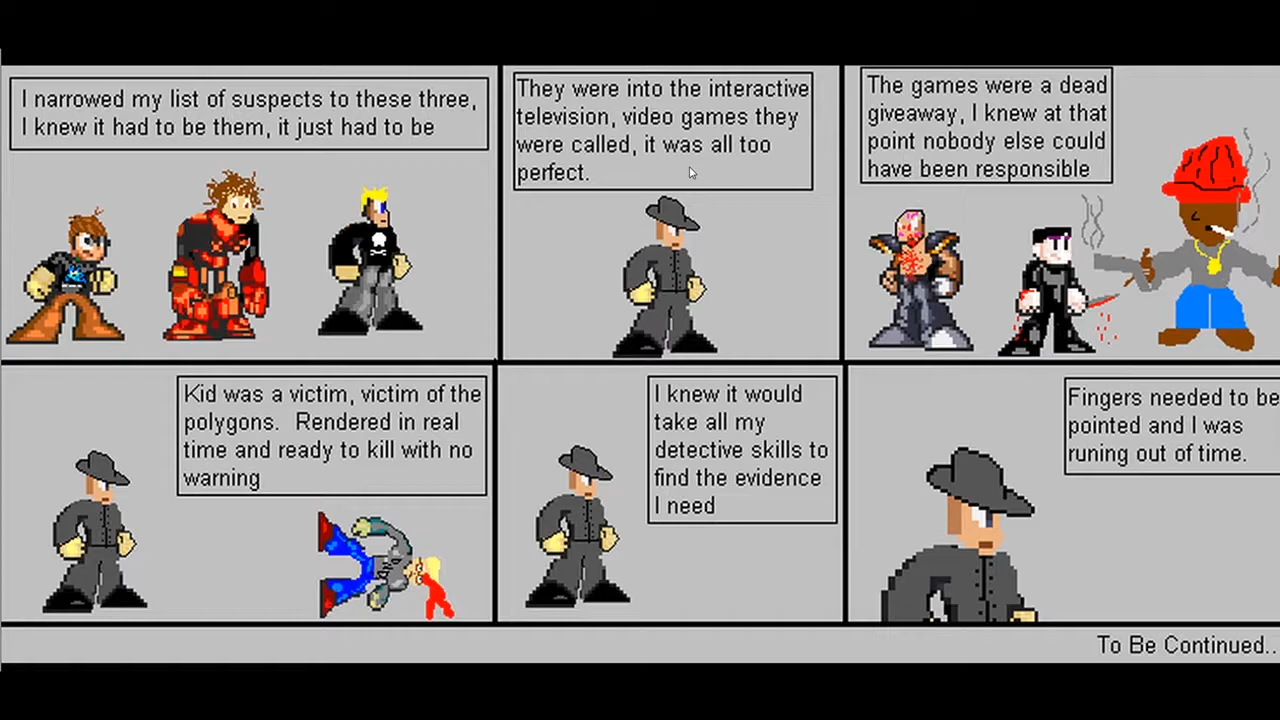 I narrowed my list of suspects to these three,
I knew it had to be them, it just had to be
They were into the interactive
television, video games they
were called, it was all too
perfect.
The games were a dead
giveaway, I knew at that
point nobody else could
have been responsible
Kid was a victim, victim of the
polygons.  Rendered in real
time and ready to kill with no
warning
I knew it would
take all my
detective skills to
find the evidence
I need
Fingers needed to be
pointed and I was
runing out of time.
To Be Continued..